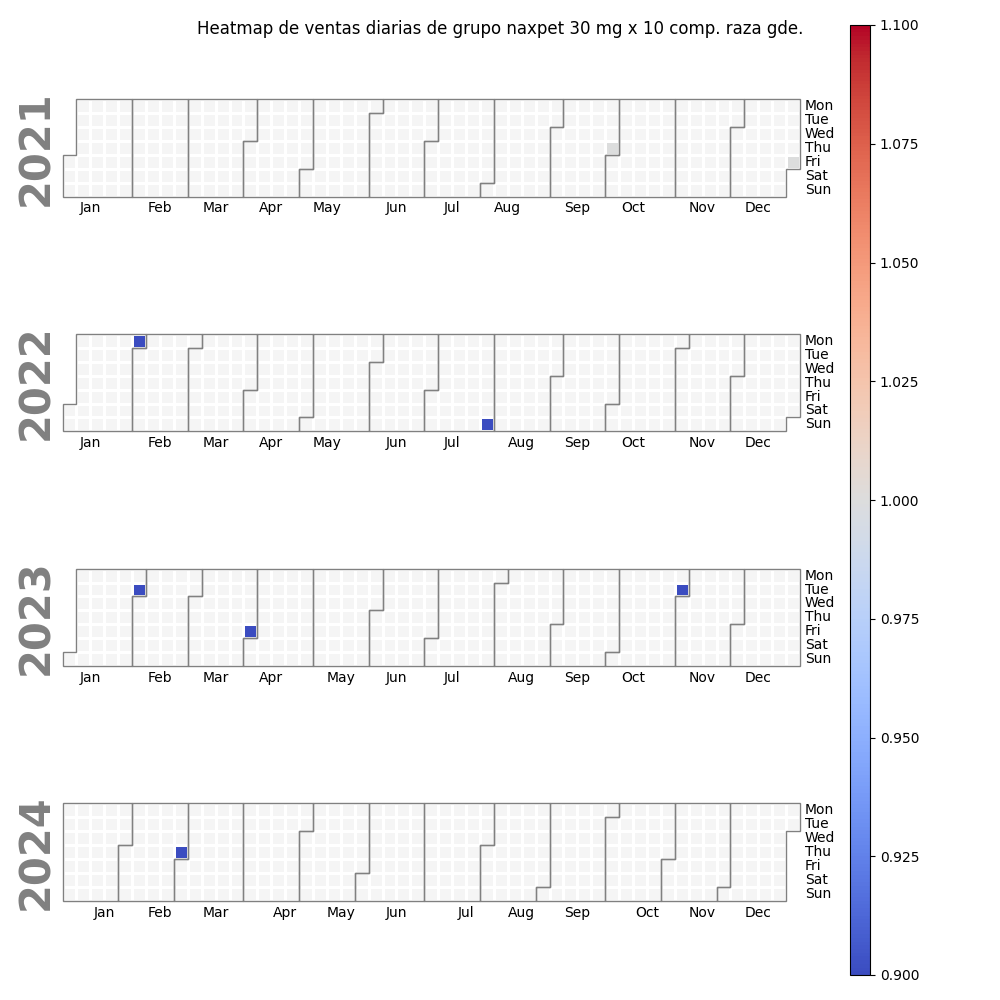 Heatmap de ventas diarias de grupo naxpet 30 mg x 10 comp. raza gde.
2021
Mon
Tue
Wed
Thu
Fri
Sat
Sun
Jan Feb Mar Apr May Jun Jul Aug Sep Oct Nov Dec
2022
Mon
Tue
Wed
Thu
Fri
Sat
Sun
Jan Feb Mar Apr May Jun Jul Aug Sep Oct Nov Dec
2023
Mon
Tue
Wed
Thu
Fri
Sat
Sun
Jan Feb Mar Apr May Jun Jul Aug Sep Oct Nov Dec
2024
Mon
Tue
Wed
Thu
Fri
Sat
Sun
Jan Feb Mar Apr May Jun Jul Aug Sep Oct Nov Dec
1.100
1.075
1.050
1.025
1.000
0.975
0.950
0.925
0.900